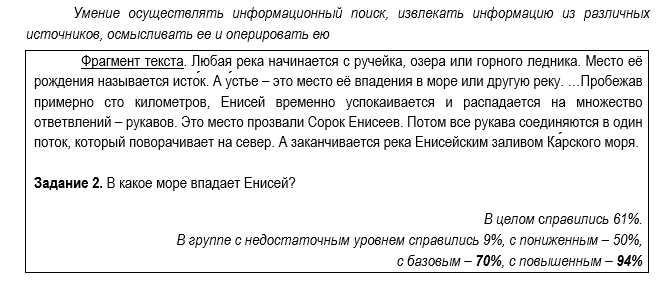 Умение осуществлять информационный поиск, извлекать информацию из различных
источников, осмысливать ее и оперировать ею
Фрагмент текста. Любая река начинается с ручейка, озера или горного ледника. Место её
рождения называется исто́к. А у́стье – это место её впадения в море или другую реку. …Пробежав
примерно сто километров, Енисей временно успокаивается и распадается на множество
ответвлений – рукавов. Это место прозвали Сорок Енисеев. Потом все рукава соединяются в один
поток, который поворачивает на север. А заканчивается река Енисейским заливом Ка́рского моря.
Задание 2. В какое море впадает Енисей?
В целом справились 61%.
В группе с недостаточным уровнем справились 9%, с пониженным – 50%,
с базовым – 70%, с повышенным – 94%